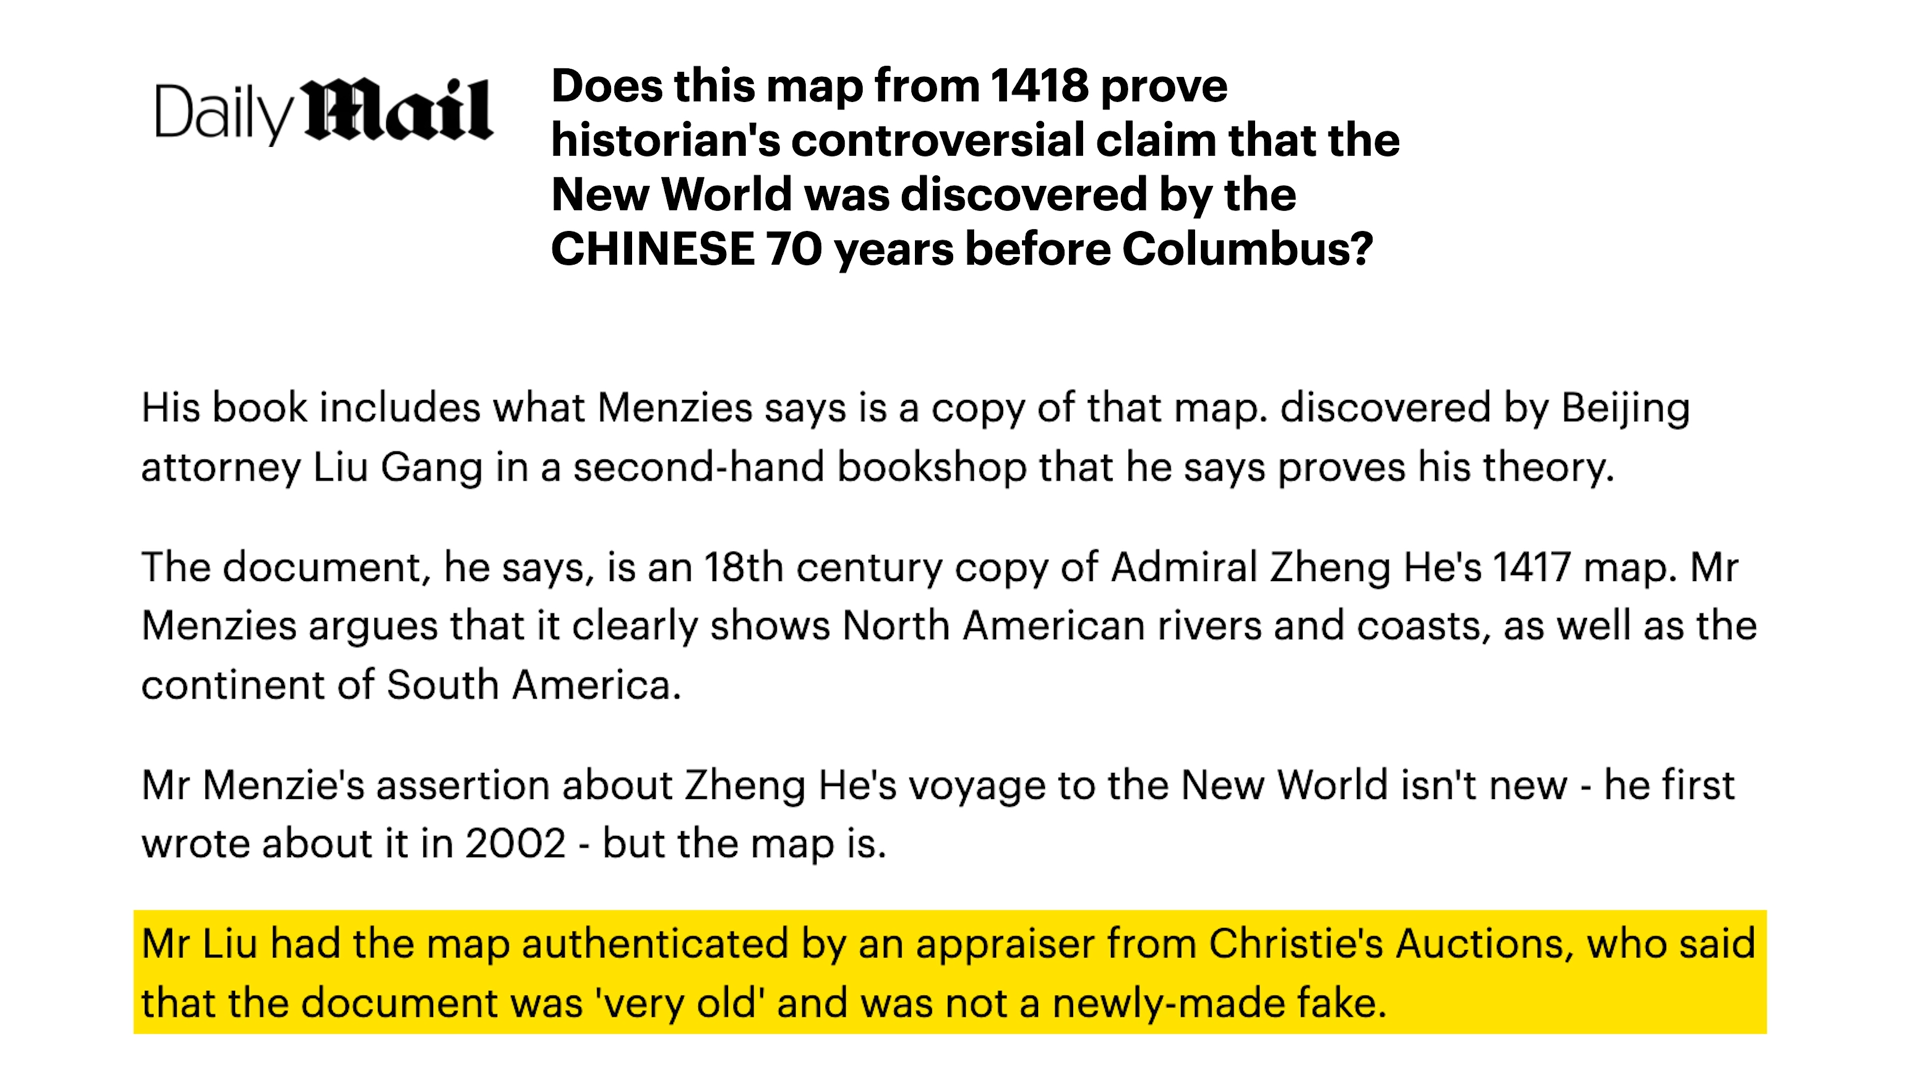 Daily Mail
Does this map from 1418 prove
historian's controversial claim that the
New World was discovered by the
CHINESE 70 years before Columbus?
His book includes what Menzies says is a copy of that map. discovered by Beijing
attorney Liu Gang in a second-hand bookshop that he says proves his theory.
The document, he says, is an 18th century copy of Admiral Zheng He's 1417 map. Mr
Menzies argues that it clearly shows North American rivers and coasts, as well as the
continent of South America.
Mr Menzie's assertion about Zheng He's voyage to the New World isn't new - he first
wrote about it in 2002 - but the map is.
Mr Liu had the map authenticated by an appraiser from Christie's Auctions, who said
that the document was 'very old' and was not a newly-made fake.